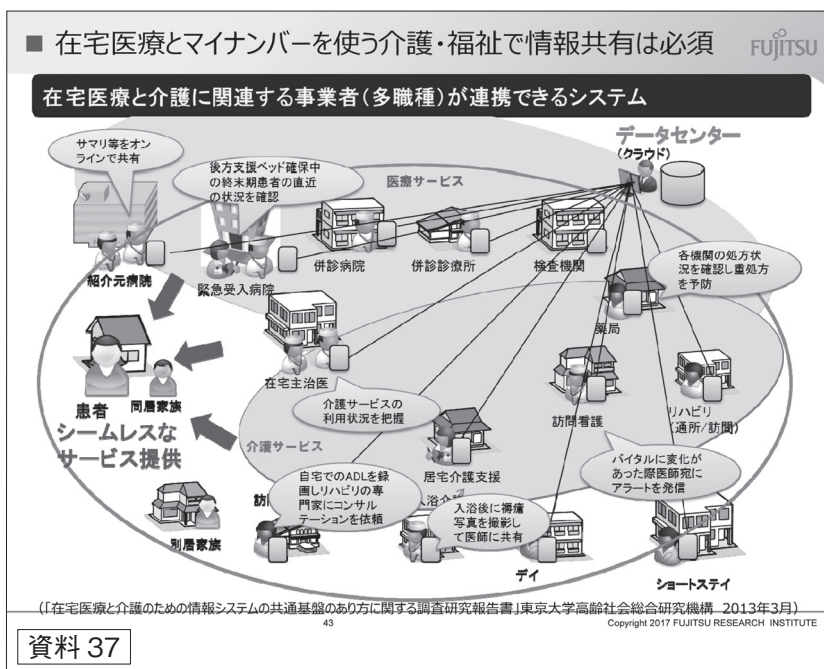 ■ 在宅医療とマイナンバーを使う介護・福祉で情報共有は必須
FUJITSU
在宅医療と介護に関連する事業者(多職種)が連携できるシステム
サマリ等をオン
ラインで共有
後方支援ベッド確保中
の終末期患者の直近
の状況を確認
医療サービス
データセンター
(クラウド)
紹介元病院
緊急受入病院
併診病院
併診診療所
検査機関
各機関の処方状
況を確認し重処方
を予防
薬局
在宅主治医
患者
同居家族
シームレスな
サービス提供
介護サービスの
利用状況を把握
介護サービス
訪問看護
リハビリ
(通所/訪問)
居宅介護支援
バイタルに変化が
あった際医師宛に
アラートを発信
自宅でのADLを録
画しリハビリの専
門家にコンサル
テーションを依頼
入浴後に褥瘡
写真を撮影し
て医師に共有
別居家族
デイ
ショートステイ
(「在宅医療と介護のための情報システムの共通基盤のあり方に関する調査研究報告書」東京大学高齢社会総合研究機構 2013年3月)
43
Copyright 2017 FUJITSU RESEARCH INSTITUTE
資料 37